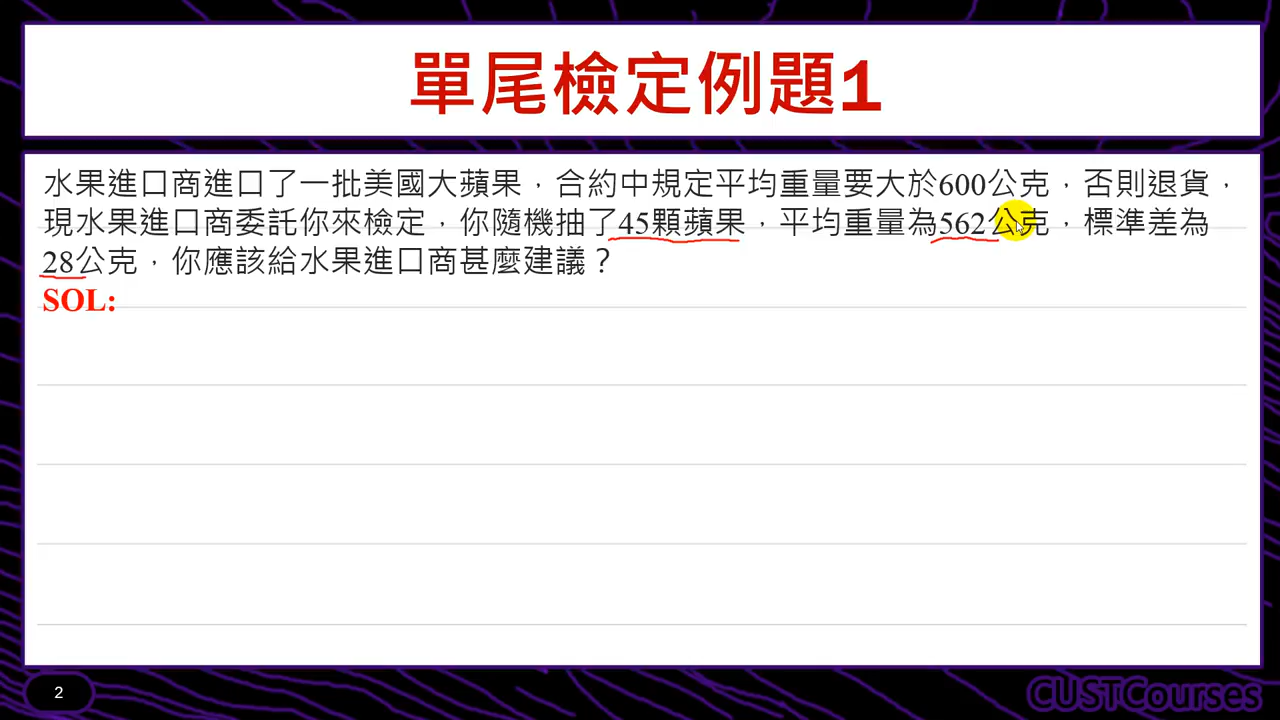 單尾檢定例題1
水果進口商進口了一批美國大蘋果，合約中規定平均重量要大於600公克，否則退貨，
現水果進口商委託你來檢定，你隨機抽了45顆蘋果，平均重量為562公克，標準差為
28公克，你應該給水果進口商甚麼建議？
SOL:
2
CUSTCourses